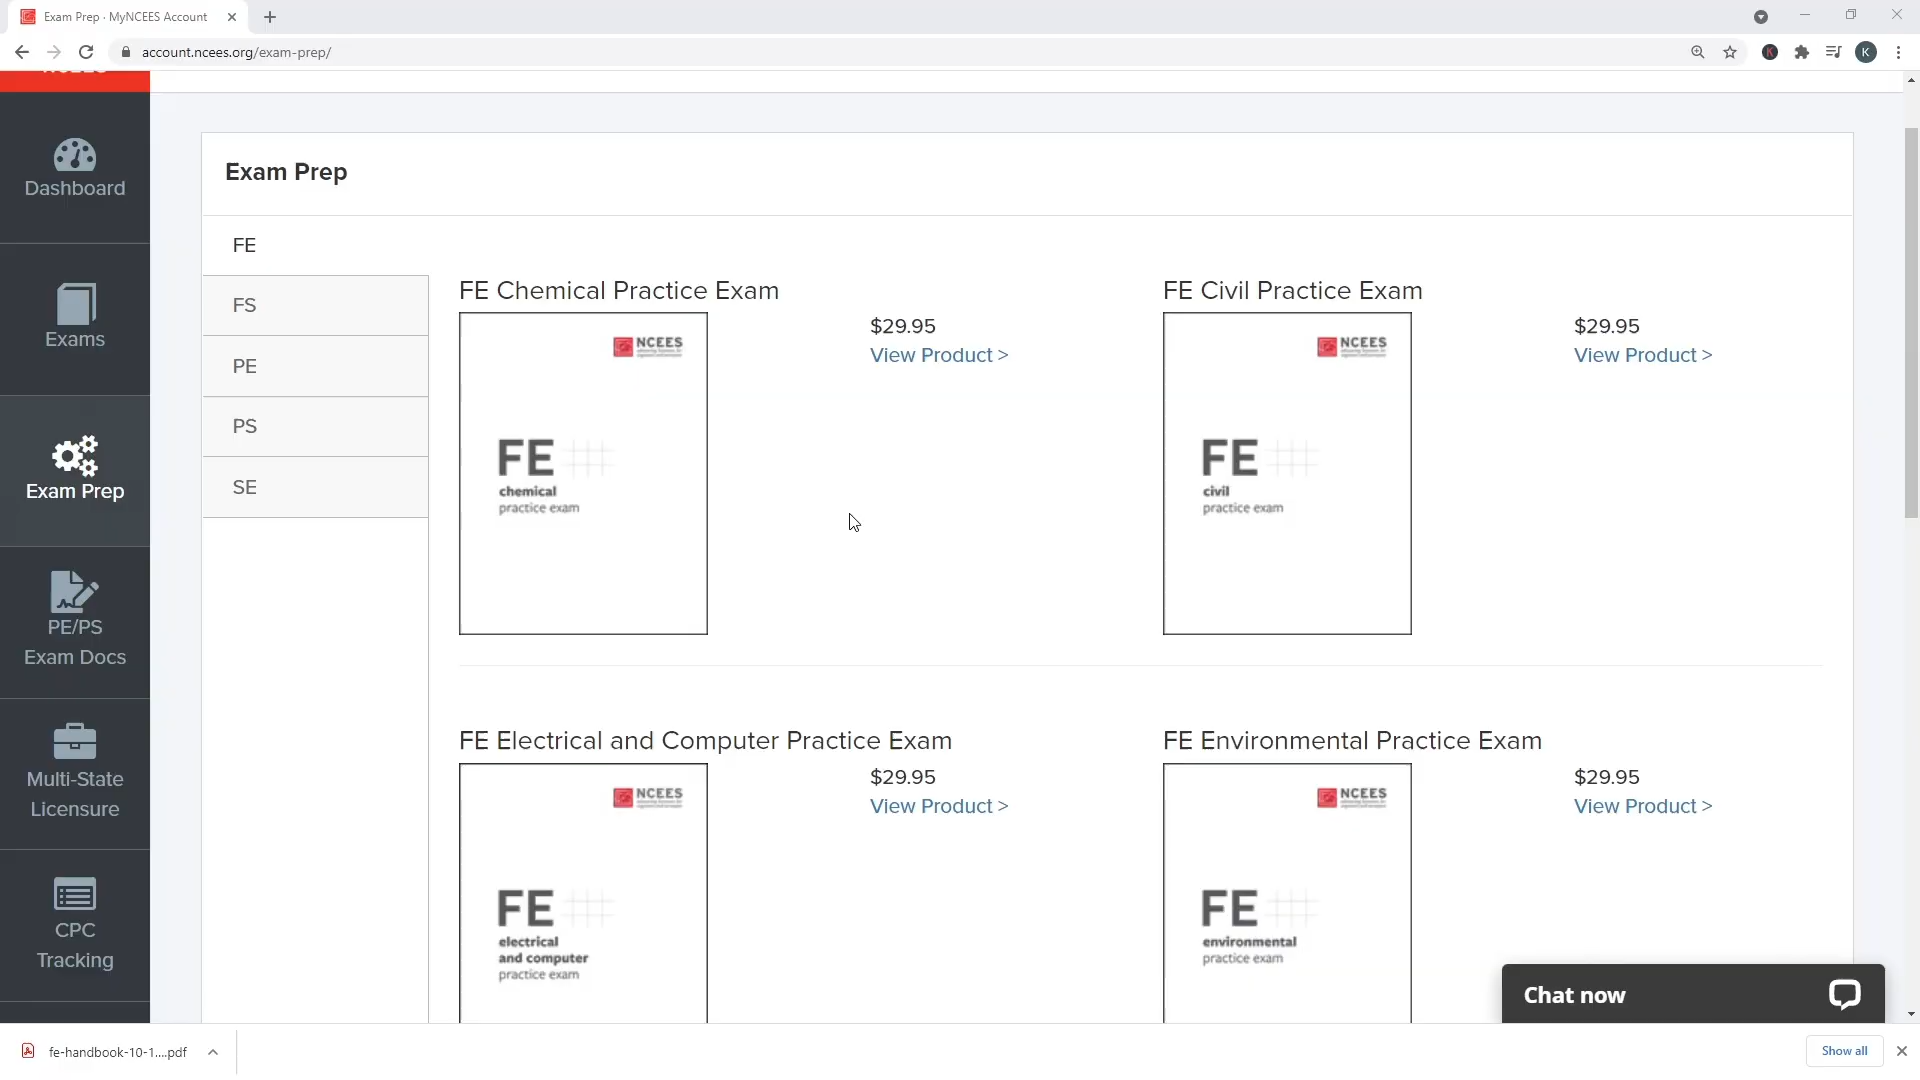 Exam Prep · MyNCEES Account
account.ncees.org/exam-prep/
K
K
Dashboard
Exams
Exam Prep
PE/PS
Exam Docs
Multi-State
Licensure
CPC
Tracking
Exam Prep
FE
FS
PE
PS
SE
FE Chemical Practice Exam
NCEES
FE
chemical
practice exam
$29.95
View Product >
FE Civil Practice Exam
NCEES
FE
civil
practice exam
$29.95
View Product >
FE Electrical and Computer Practice Exam
NCEES
FE
electrical
and computer
practice exam
$29.95
View Product >
FE Environmental Practice Exam
NCEES
FE
environmental
practice exam
$29.95
View Product >
Chat now
fe-handbook-10-1....pdf
Show all